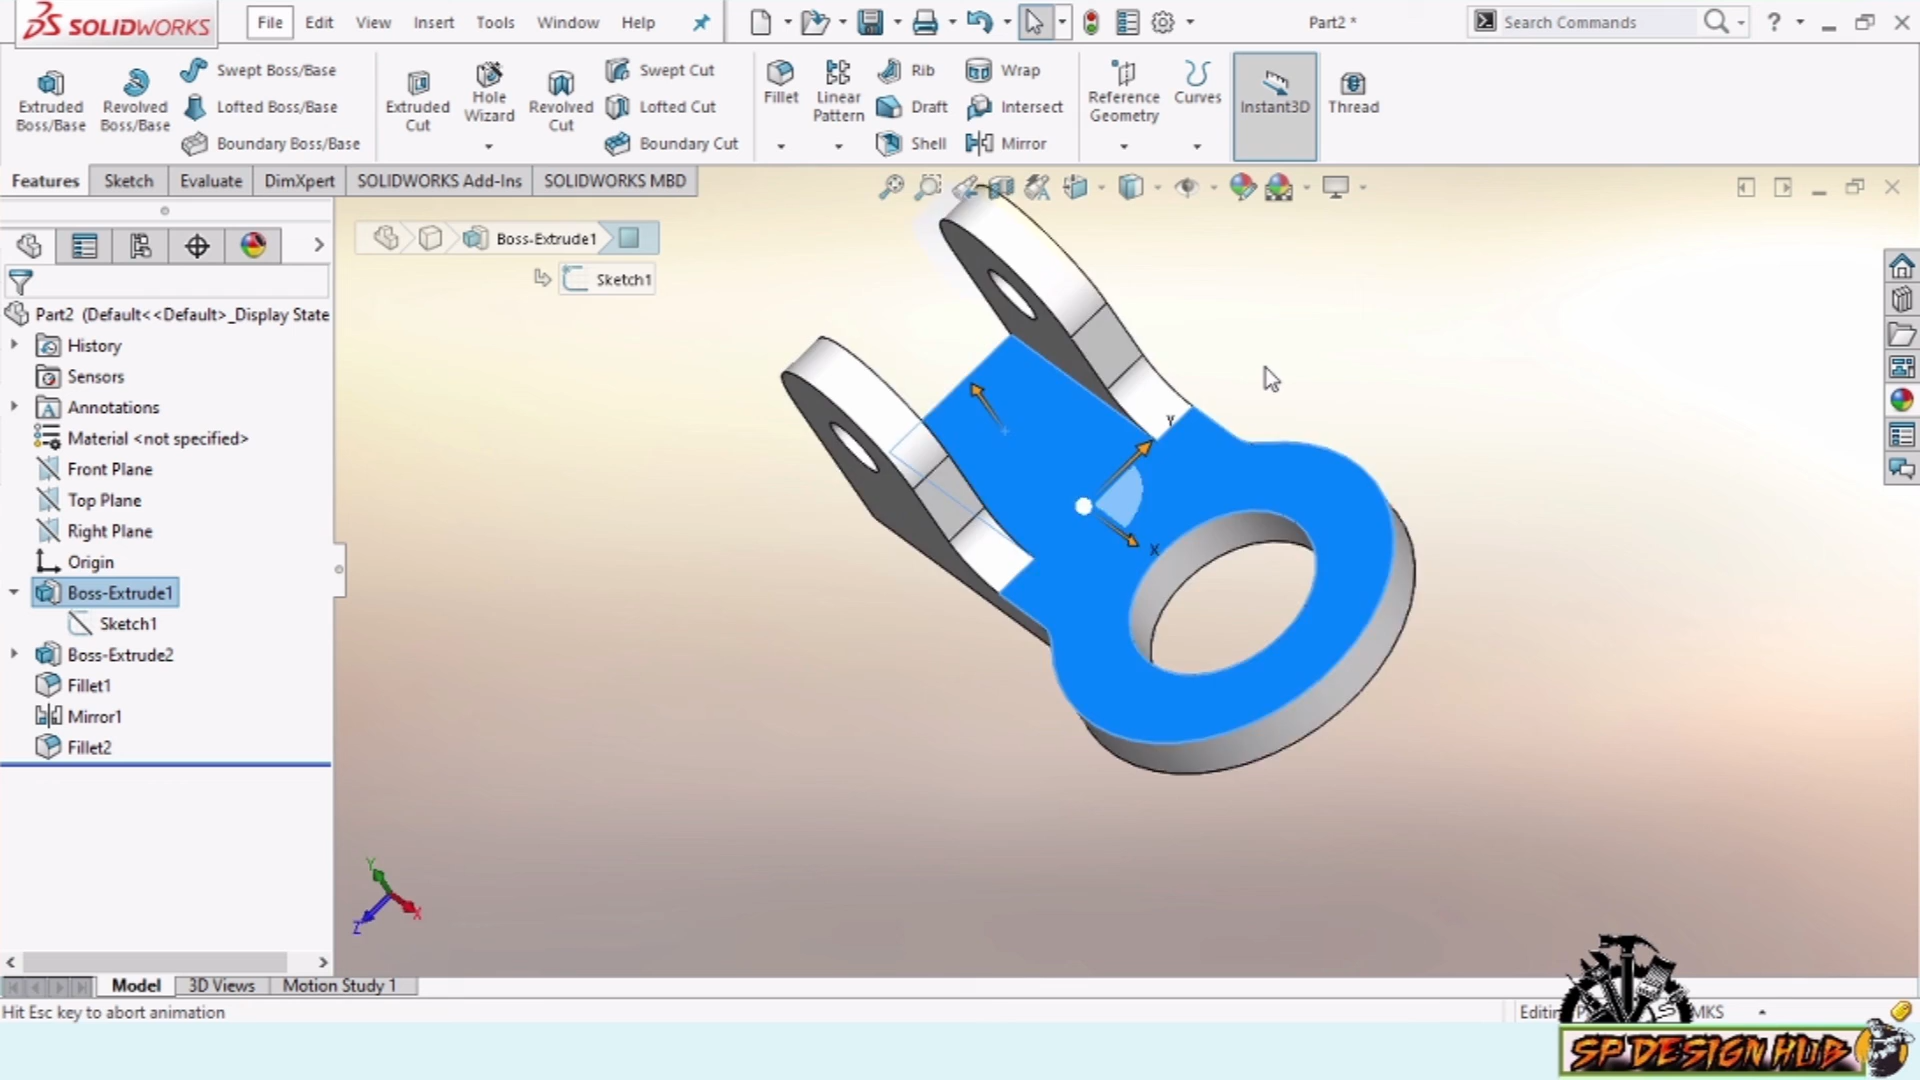 SOLIDWORKS File Edit View Insert Tools Window Help Part2 * Search Commands ?
Extruded Boss/Base
Revolved Boss/Base
Swept Boss/Base
Lofted Boss/Base
Boundary Boss/Base
Extruded Cut
Hole Wizard
Revolved Cut
Swept Cut
Lofted Cut
Boundary Cut
Fillet
Linear Pattern
Rib
Draft
Shell
Wrap
Intersect
Mirror
Reference Geometry
Curves
Instant3D
Thread
Features Sketch Evaluate DimXpert SOLIDWORKS Add-Ins SOLIDWORKS MBD
Boss-Extrude1
Sketch1
Part2 (Default<<Default>_Display State
History
Sensors
Annotations
Material <not specified>
Front Plane
Top Plane
Right Plane
Origin
Boss-Extrude1
Sketch1
Boss-Extrude2
Fillet1
Mirror1
Fillet2
Y
X
Y
X
Z
Model 3D Views Motion Study 1
Hit Esc key to abort animation
SP DESIGN HUB